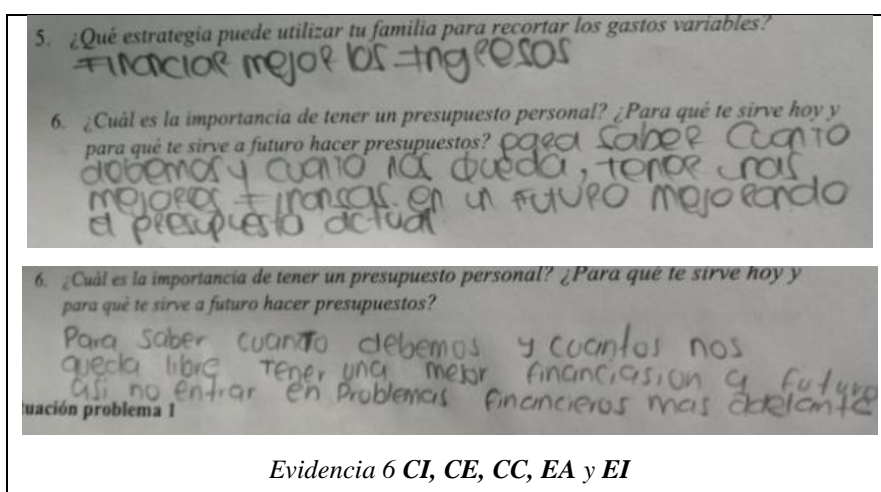 5. ¿Qué estrategia puede utilizar tu familia para recortar los gastos variables?
Financiar mejor los Ingresos
6. ¿Cuál es la importancia de tener un presupuesto personal? ¿Para qué te sirve hoy y
para qué te sirve a futuro hacer presupuestos? para saber cuanto
debemos y cuanto nos queda, tener unas
mejores Finansas. en un FUTURO mejorando
el presupuesto actual
6. ¿Cuál es la importancia de tener un presupuesto personal? ¿Para qué te sirve hoy y
para qué te sirve a futuro hacer presupuestos?
Para saber cuanto debemos y cuantos nos
queda libre Tener una mejor financiasion a futuro
asi no entrar en Problemas financieros mas adelante
uación problema 1
Evidencia 6 CI, CE, CC, EA y EI